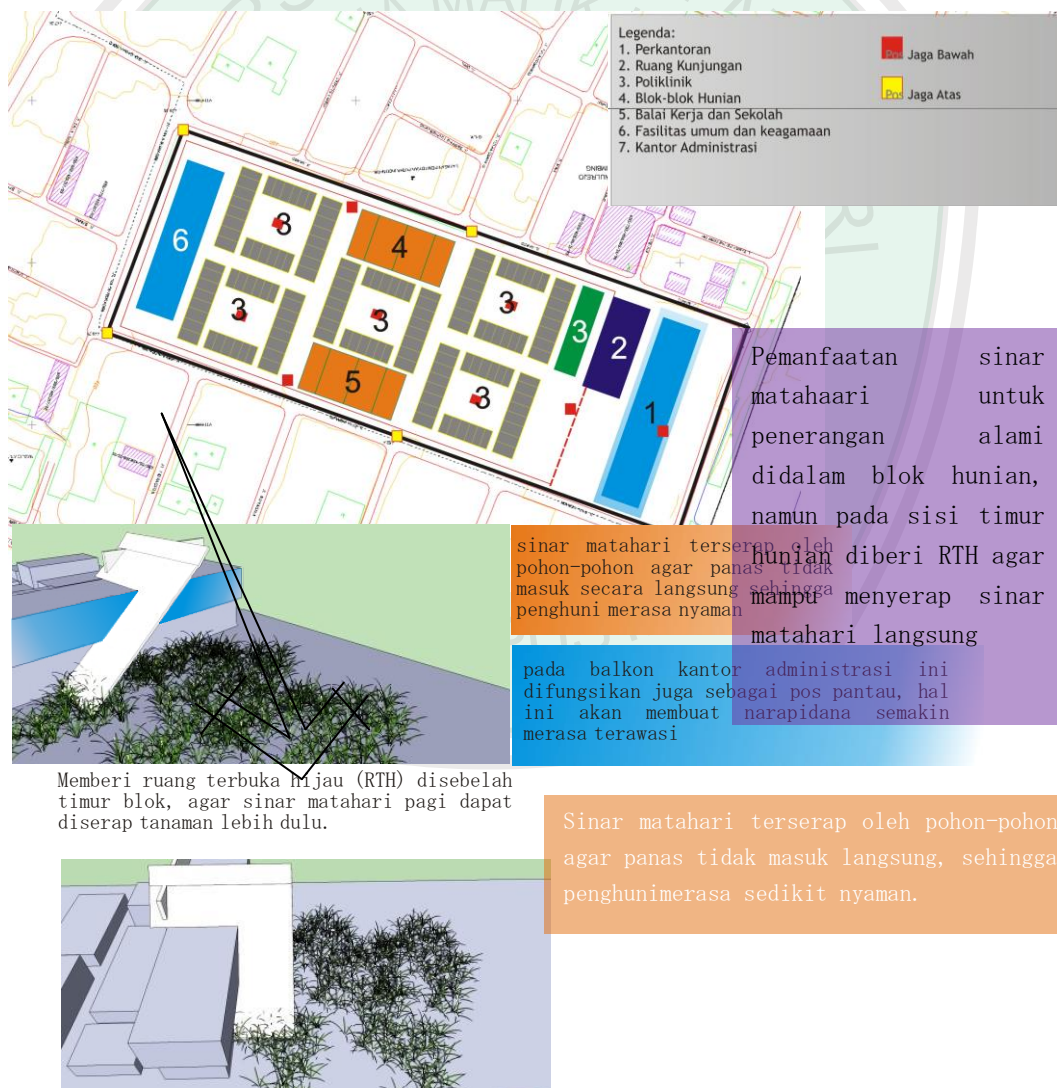 Legenda:
1. Perkantoran
2. Ruang Kunjungan
3. Poliklinik
4. Blok-blok Hunian
5. Balai Kerja dan Sekolah
6. Fasilitas umum dan keagamaan
7. Kantor Administrasi
Pos Jaga Bawah
Pos Jaga Atas
6
3
4
3
3
3
3
2
1
3
5
3
Pemanfaatan sinar
matahaari untuk
penerangan alami
didalam blok hunian,
namun pada sisi timur
hunian diberi RTH agar
mampu menyerap sinar
matahari langsung
sinar matahari terserap oleh
pohon-pohon agar panas tidak
masuk secara langsung sehingga
penghuni merasa nyaman
pada balkon kantor administrasi ini
difungsikan juga sebagai pos pantau, hal
ini akan membuat narapidana semakin
merasa terawasi
Memberi ruang terbuka hijau (RTH) disebelah
timur blok, agar sinar matahari pagi dapat
diserap tanaman lebih dulu.
Sinar matahari terserap oleh pohon-pohon
agar panas tidak masuk langsung, sehingga
penghunimerasa sedikit nyaman.